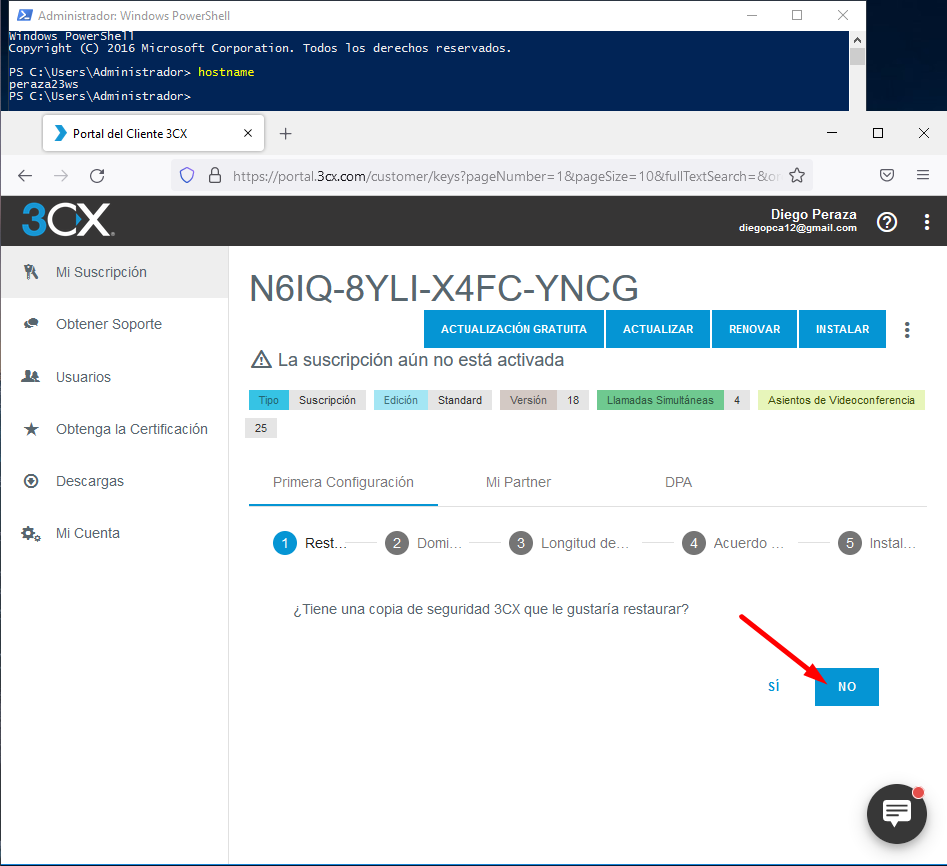 Administrador: Windows PowerShell
Windows PowerShell
Copyright (C) 2016 Microsoft Corporation. Todos los derechos reservados.
PS C:\Users\Administrador> hostname
peraza23ws
PS C:\Users\Administrador>
Portal del Cliente 3CX
https://portal.3cx.com/customer/keys?pageNumber=1&pageSize=10&fullTextSearch=&o
3CX
Diego Peraza
diegopca12@gmail.com
Mi Suscripción
Obtener Soporte
Usuarios
Obtenga la Certificación
Descargas
Mi Cuenta
N6IQ-8YLI-X4FC-YNCG
ACTUALIZACIÓN GRATUITA ACTUALIZAR RENOVAR INSTALAR
La suscripción aún no está activada
Tipo Suscripción Edición Standard Versión 18 Llamadas Simultáneas 4 Asientos de Videoconferencia
25
Primera Configuración Mi Partner DPA
1 Rest... 2 Domi... 3 Longitud de... 4 Acuerdo ... 5 Instal...
¿Tiene una copia de seguridad 3CX que le gustaría restaurar?
SÍ NO